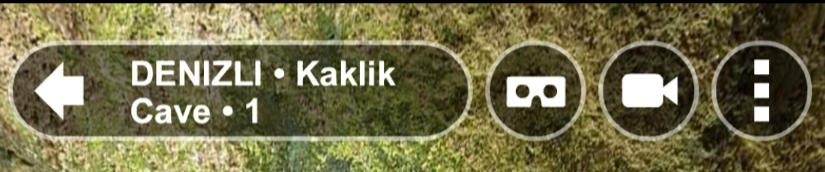 DENIZLI • Kaklik
Cave • 1